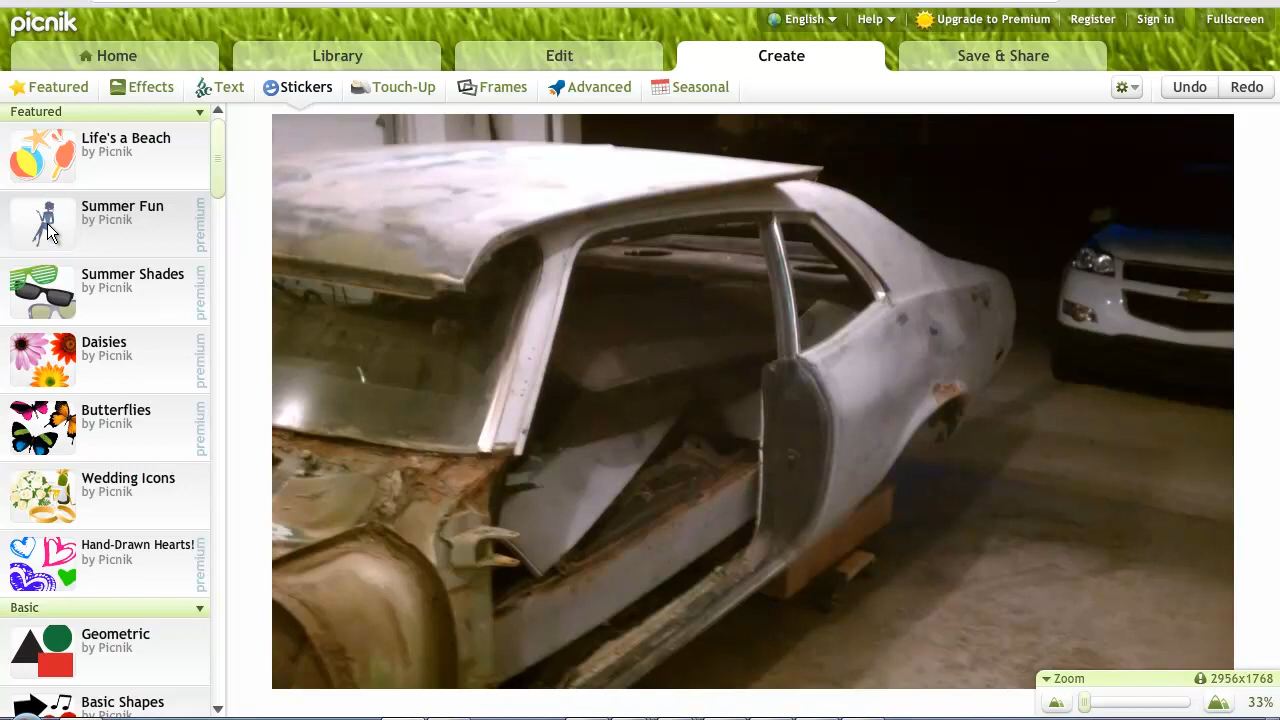 picnik
English
Help
Upgrade to Premium
Register
Sign in
Fullscreen
Home
Library
Edit
Create
Save & Share
Featured
Effects
Text
Stickers
Touch-Up
Frames
Advanced
Seasonal
Undo
Redo
Featured
Life's a Beach
by Picnik
Summer Fun
by Picnik
premium
Summer Shades
by Picnik
premium
Daisies
by Picnik
premium
Butterflies
by Picnik
premium
Wedding Icons
by Picnik
Hand-Drawn Hearts!
by Picnik
premium
Basic
Geometric
by Picnik
Basic Shapes
by Picnik
Zoom
2956x1768
33%